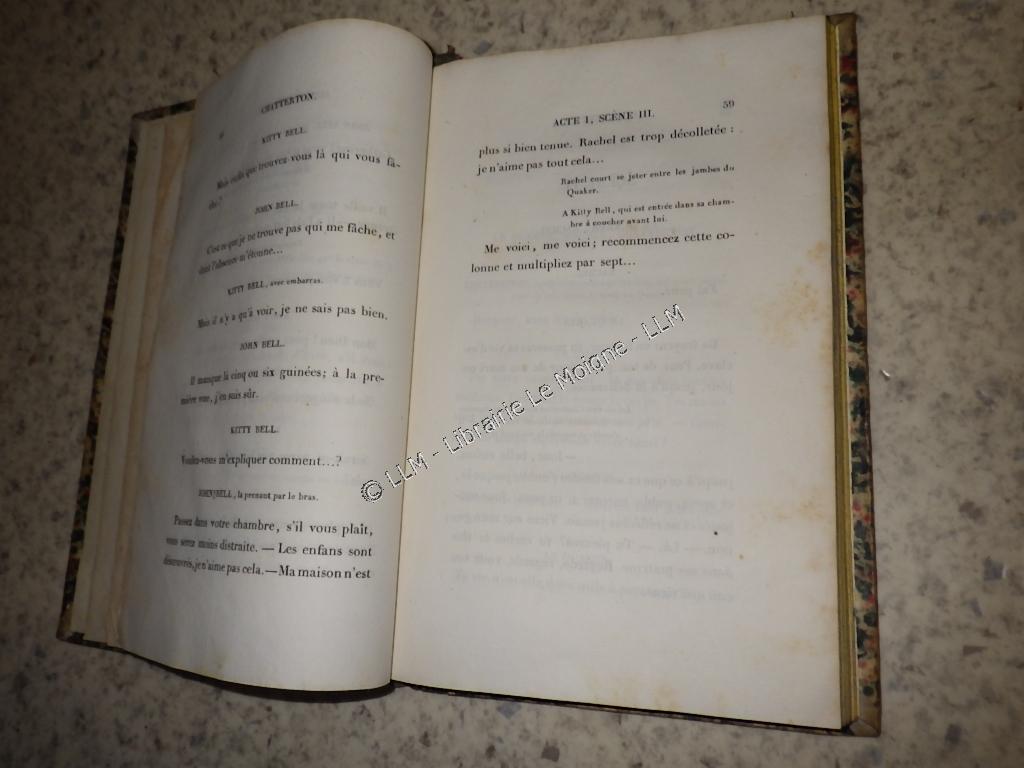 CHATTERTON.
KITTY BELL.
Mais enfin que trouvez-vous là qui vous fâ-
che?
JOHN BELL.
C'est ce que je ne trouve pas qui me fâche, et
dont l'absence m'étonne...
KITTY BELL, avec embarras.
Mais il n'y a qu'à voir, je ne sais pas bien.
JOHN BELL.
Il manque là cinq ou six guinées; à la pre-
mière vue, j'en suis sûr.
KITTY BELL.
Voulez-vous m'expliquer comment...?
JOHN BELL, la prenant par le bras.
Passez dans votre chambre, s'il vous plaît,
vous serez moins distraite. — Les enfans sont
désœuvrés, je n'aime pas cela. — Ma maison n'est
ACTE I, SCÈNE III. 59
plus si bien tenue. Rachel est trop décolletée :
je n'aime pas tout cela...
Rachel court se jeter entre les jambes du
Quaker.
A Kitty Bell, qui est entrée dans sa cham-
bre à coucher avant lui.
Me voici, me voici; recommencez cette co-
lonne et multipliez par sept...
© LLM - Librairie Le Moigne - LLM